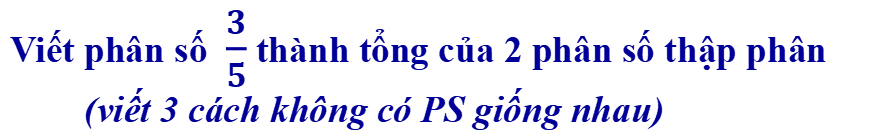 Viết phân số 3/5 thành tổng của 2 phân số thập phân
(viết 3 cách không có PS giống nhau)